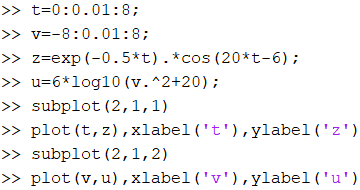 >> t=0:0.01:8;
>> v=-8:0.01:8;
>> z=exp(-0.5*t).*cos(20*t-6);
>> u=6*log10(v.^2+20);
>> subplot(2,1,1)
>> plot(t,z),xlabel('t'),ylabel('z')
>> subplot(2,1,2)
>> plot(v,u),xlabel('v'),ylabel('u')